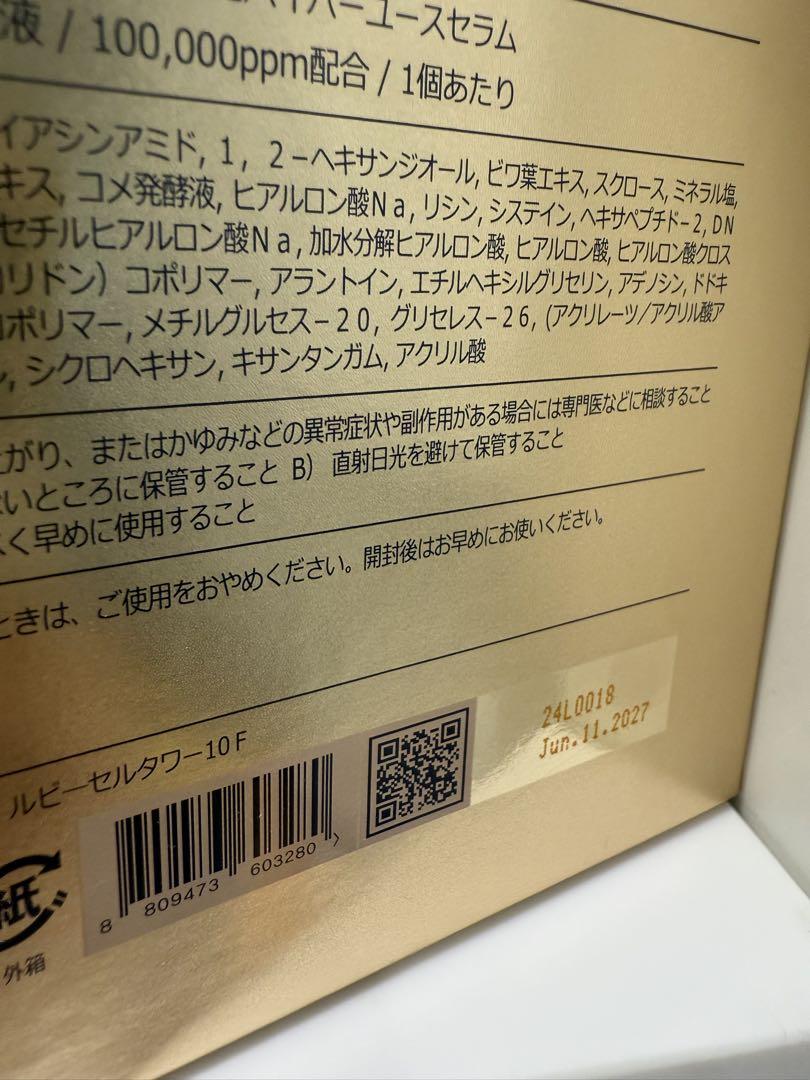 イパーユースセラム
液 / 100,000ppm配合 / 1個あたり
イアシンアミド, 1, 2－ヘキサンジオール, ビワ葉エキス, スクロース, ミネラル塩,
キス, コメ発酵液, ヒアルロン酸Ｎａ, リシン, システイン, ヘキサペプチド－2, DN
セチルヒアルロン酸Ｎａ, 加水分解ヒアルロン酸, ヒアルロン酸, ヒアルロン酸クロス
ロリドン）コポリマー, アラントイン, エチルヘキシルグリセリン, アデノシン, ドデキ
コポリマー, メチルグルセス－20, グリセレス－26, (アクリレーツ／アクリル酸ア
シクロヘキサン, キサンタンガム, アクリル酸
上がり、またはかゆみなどの異常症状や副作用がある場合には専門医などに相談すること
ないところに保管すること B） 直射日光を避けて保管すること
く早めに使用すること
ときは、ご使用をおやめください。開封後はお早めにお使いください。
24L0018
Jun.11.2027
ルビーセルタワー10Ｆ
8 809473 603280
紙
外箱